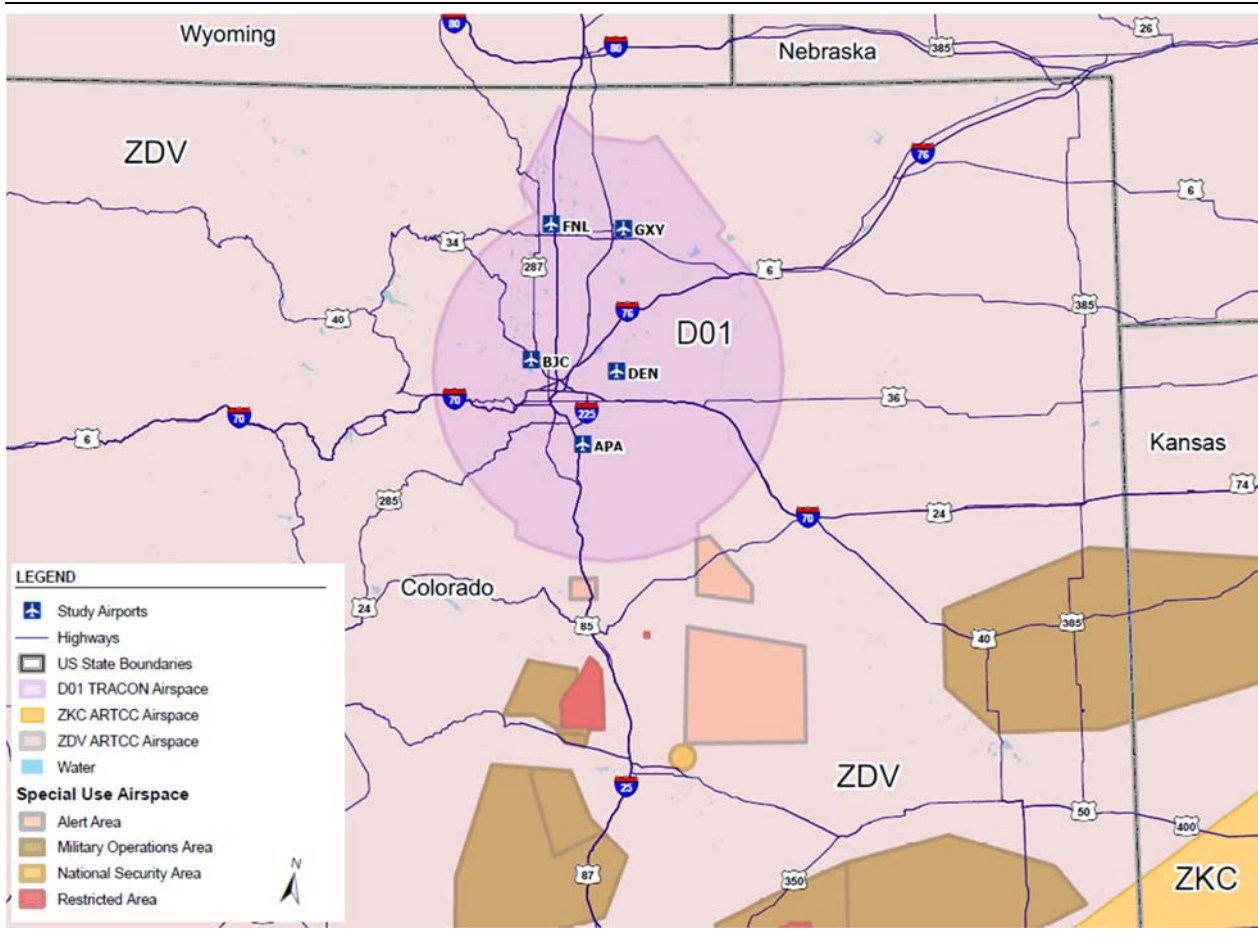 Wyoming
80
80
Nebraska
385
26
ZDV
76
6
FNL
GXY
34
287
6
385
40
76
D01
BJC
DEN
70
70
225
36
6
APA
Kansas
74
285
70
24
LEGEND
Study Airports
Highways
US State Boundaries
D01 TRACON Airspace
ZKC ARTCC Airspace
ZDV ARTCC Airspace
Water
Special Use Airspace
Alert Area
Military Operations Area
National Security Area
Restricted Area
N
Colorado
24
85
385
40
ZDV
25
50
400
87
350
ZKC